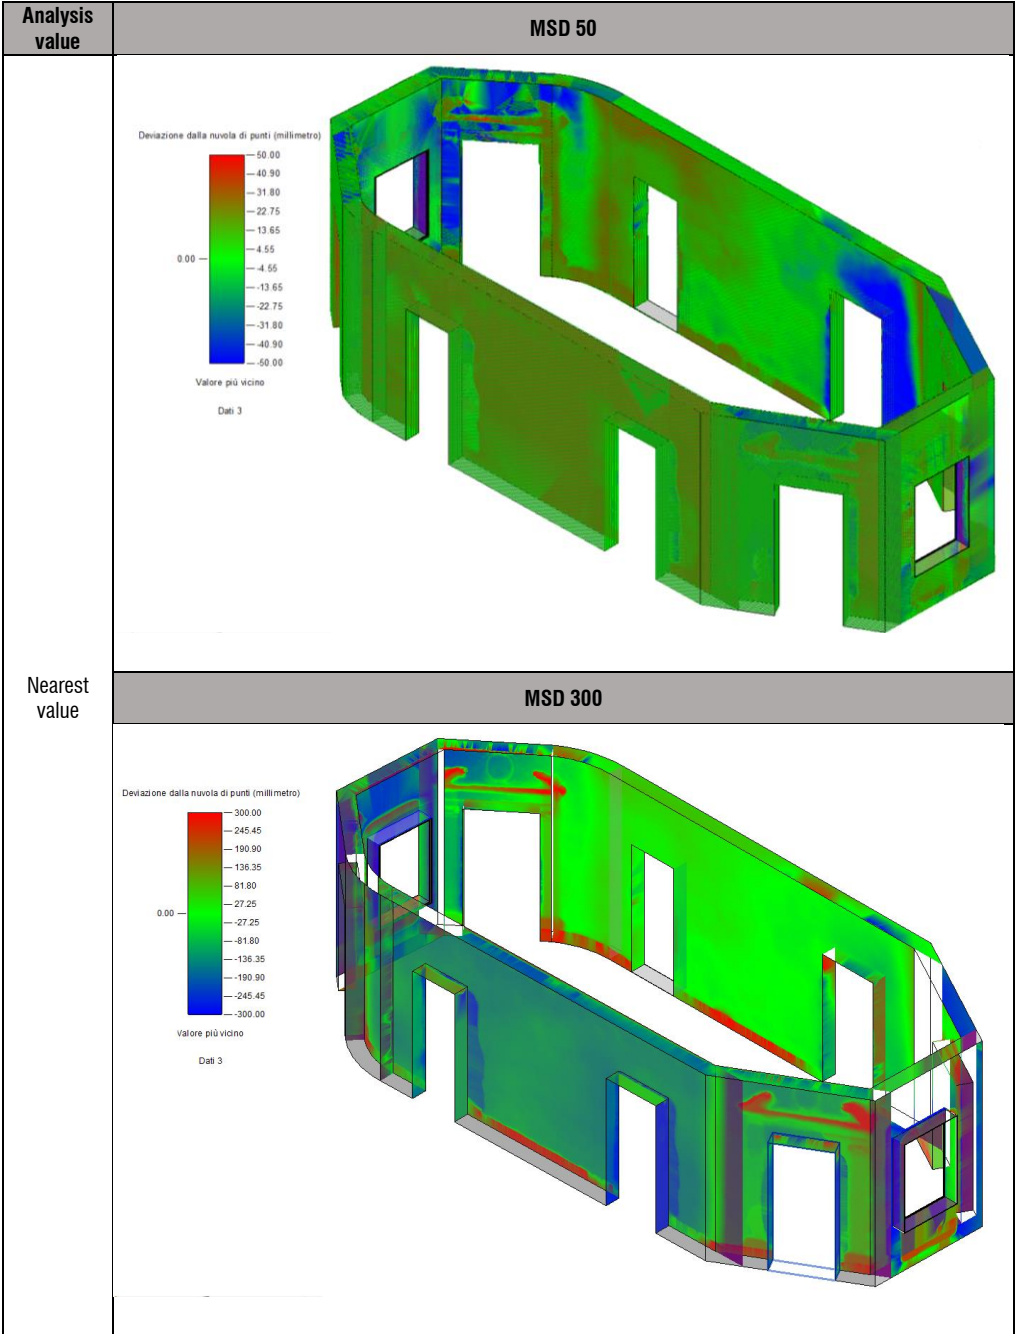 Analysis
value
MSD 50
Deviazione dalla nuvola di punti (millimetro)
50.00
40.90
31.80
22.75
13.65
4.55
0.00
-4.55
-13.65
-22.75
-31.80
-40.90
-50.00
Valore più vicino
Dati 3
Nearest
value
MSD 300
Deviazione dalla nuvola di punti (millimetro)
300.00
245.45
190.90
136.35
81.80
27.25
0.00
-27.25
-81.80
-136.35
-190.90
-245.45
-300.00
Valore più vicino
Dati 3